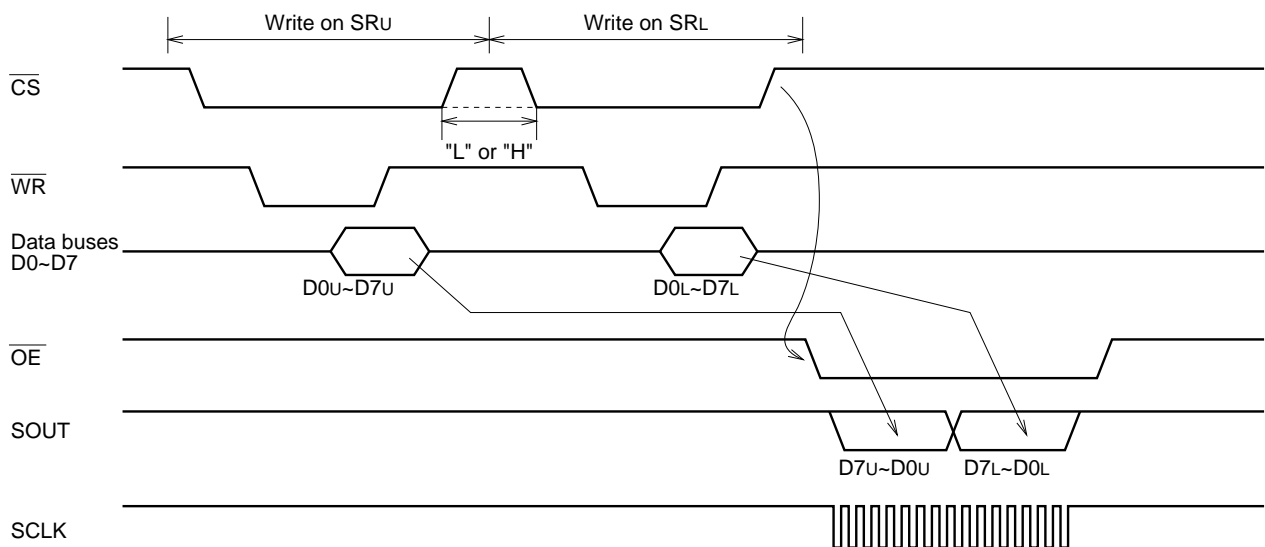 Write on SRU
Write on SRL
CS
"L" or "H"
WR
Data buses
D0~D7
D0U~D7U
D0L~D7L
OE
SOUT
D7U~D0U
D7L~D0L
SCLK